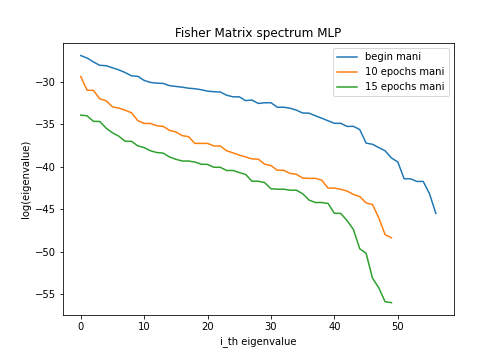 Fisher Matrix spectrum MLP
begin mani
10 epochs mani
15 epochs mani
−30
−35
−40
−45
−50
−55
log(eigenvalue)
0
10
20
30
40
50
i_th eigenvalue